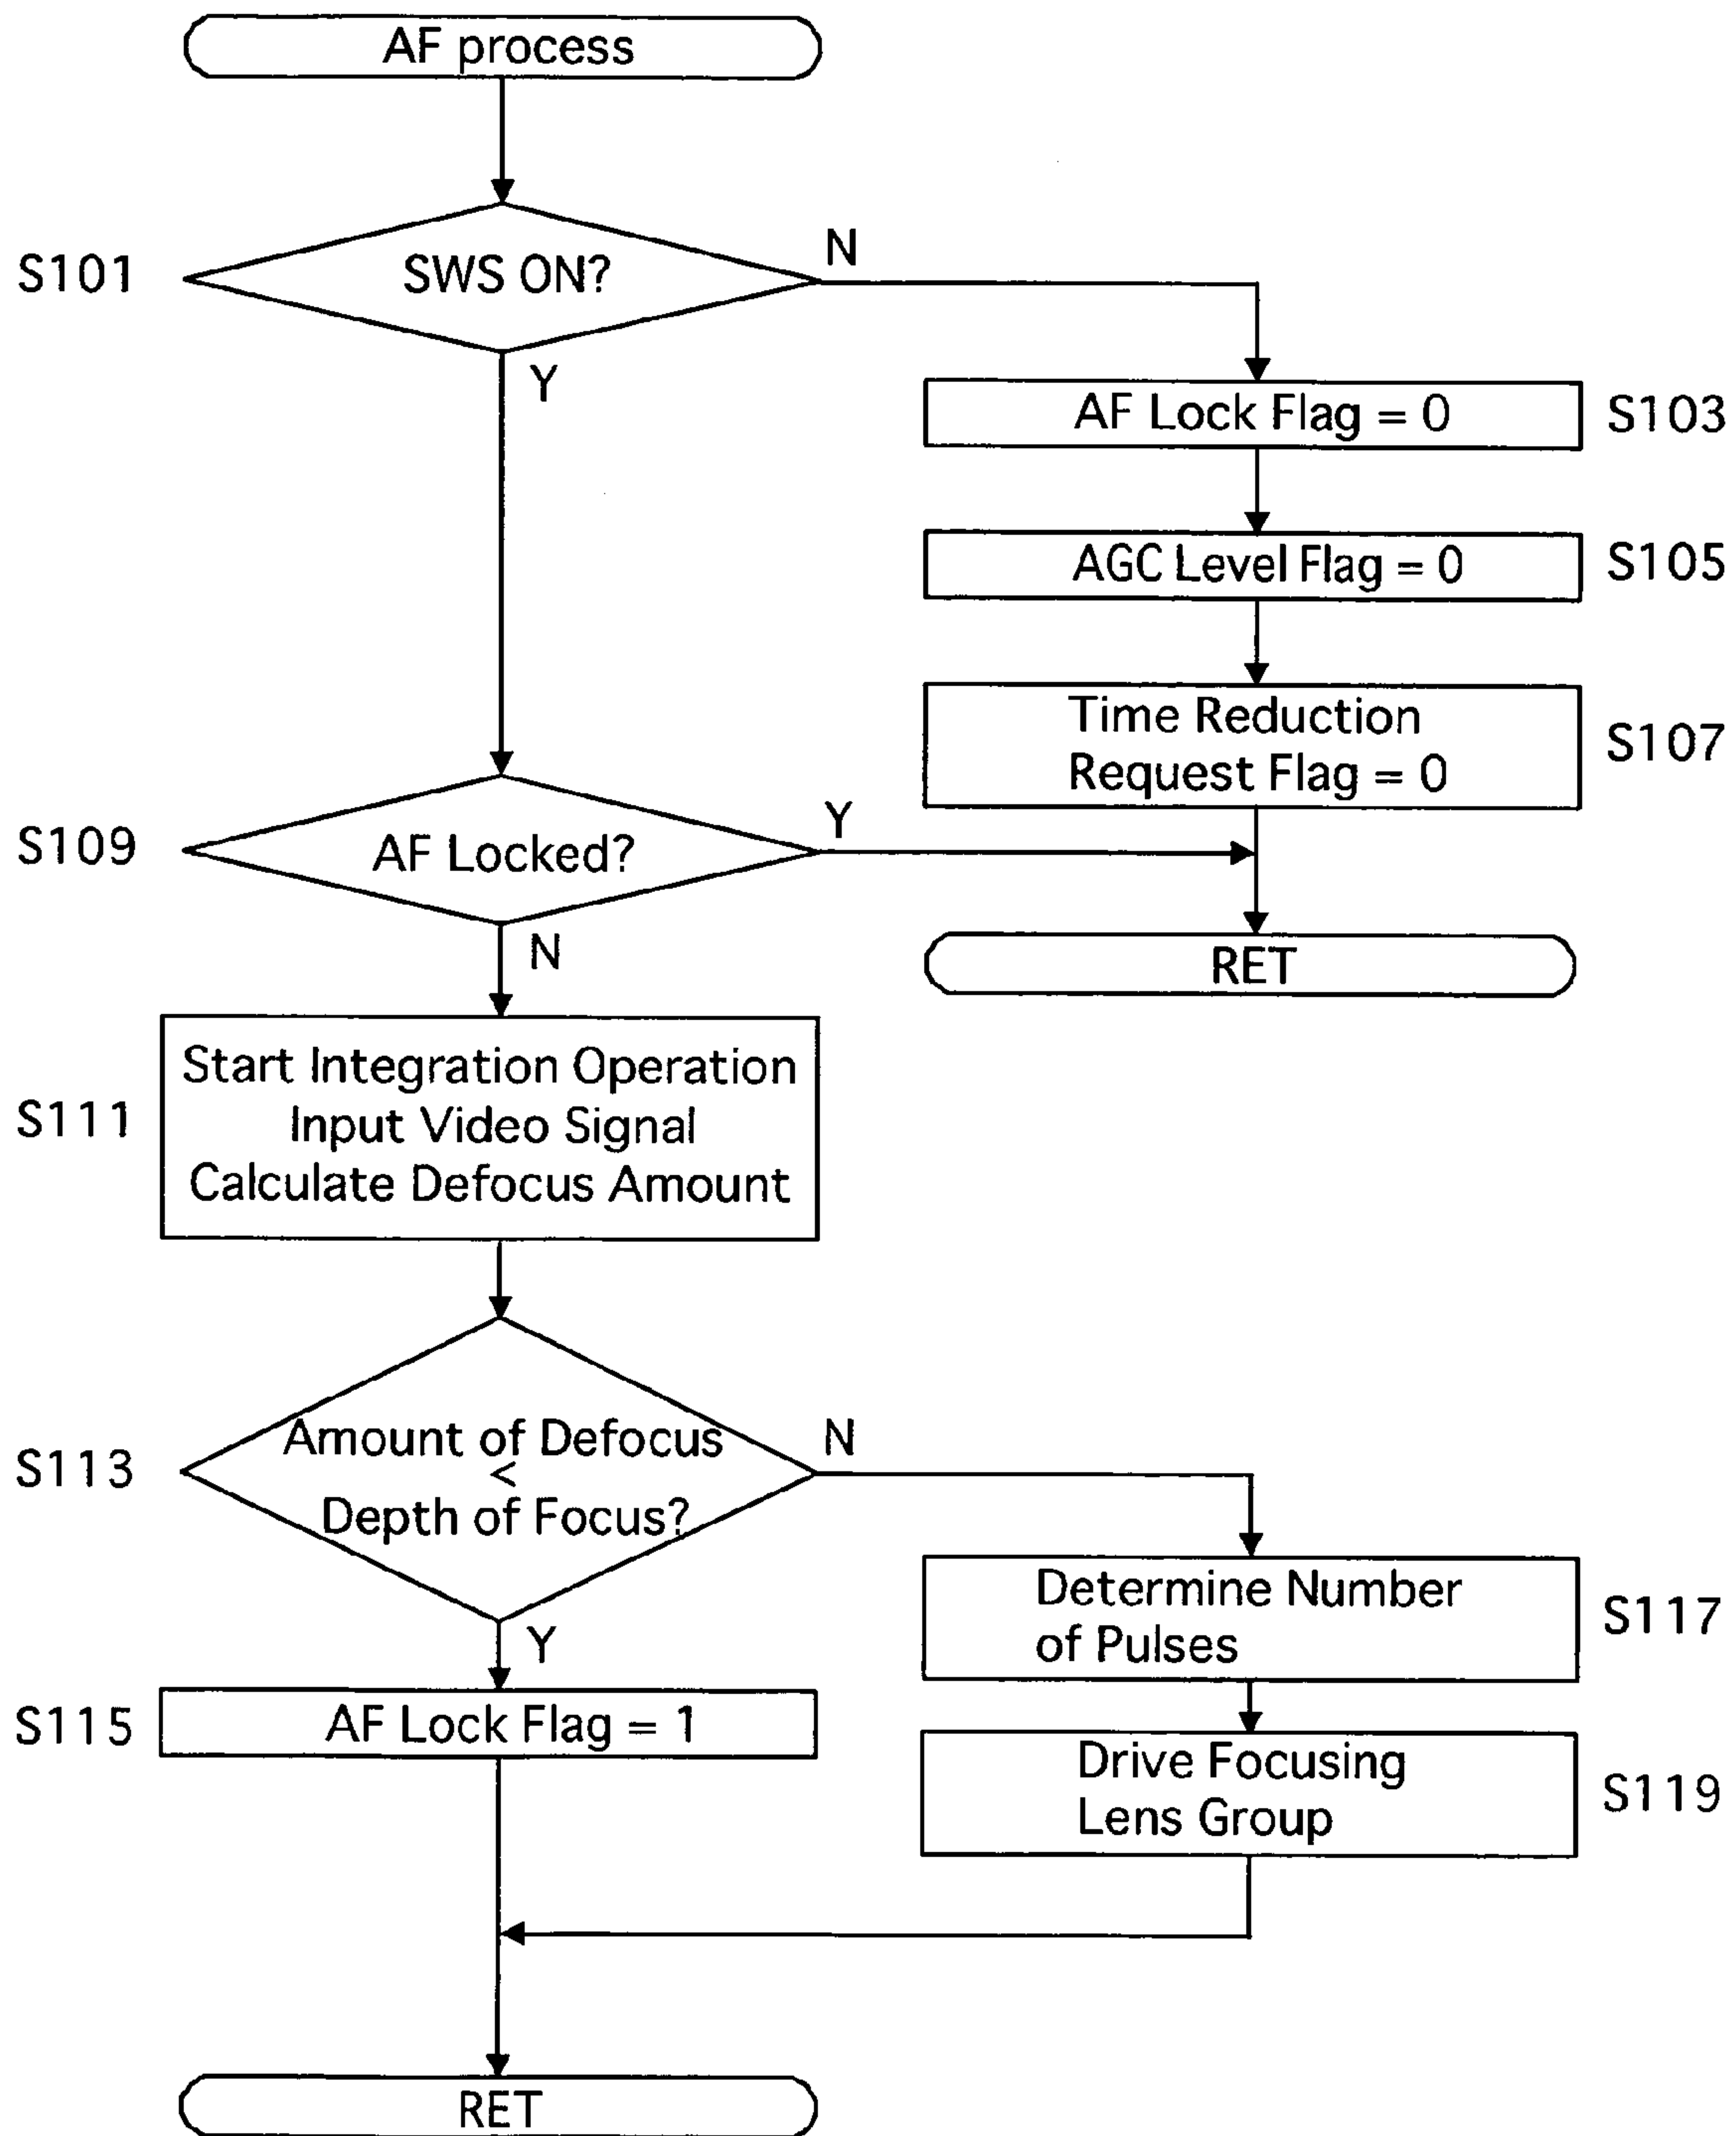 AF process
S101
SWS ON?
N
Y
AF Lock Flag = 0
S103
AGC Level Flag = 0
S105
Time Reduction
Request Flag = 0
S107
S109
AF Locked?
Y
N
RET
S111
Start Integration Operation
Input Video Signal
Calculate Defocus Amount
S113
Amount of Defocus
<
Depth of Focus?
N
Y
Determine Number
of Pulses
S117
S115
AF Lock Flag = 1
Drive Focusing
Lens Group
S119
RET